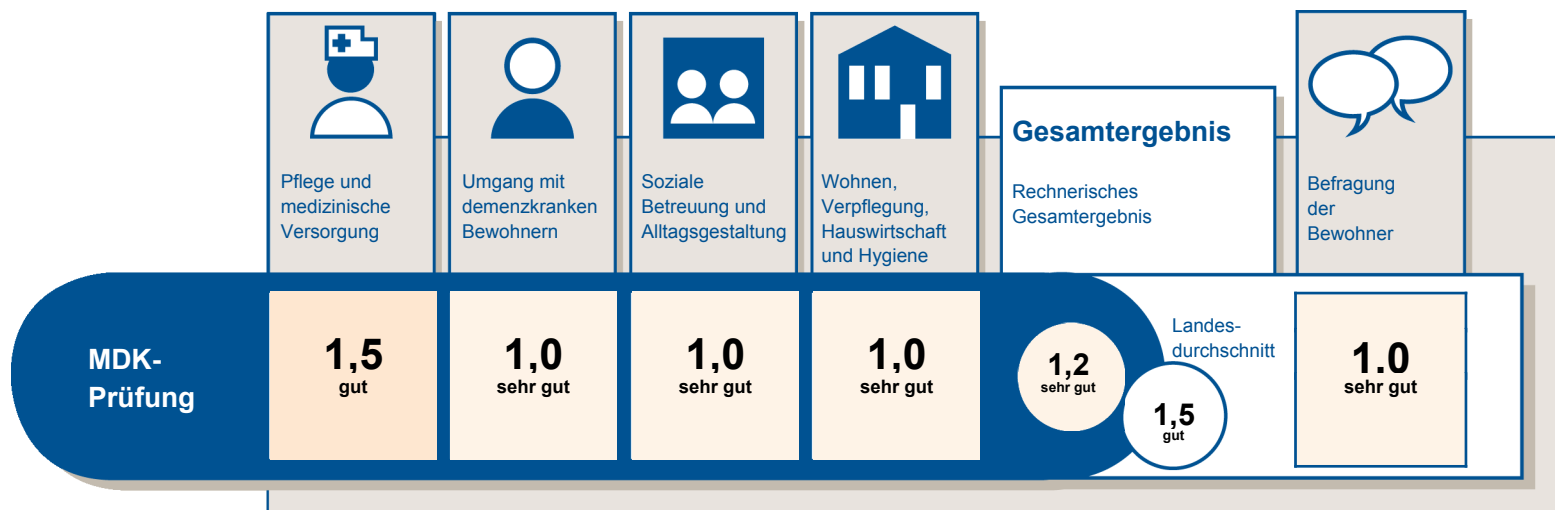 Pflege und
medizinische
Versorgung
Umgang mit
demenzkranken
Bewohnern
Soziale
Betreuung und
Alltagsgestaltung
Wohnen,
Verpflegung,
Hauswirtschaft
und Hygiene
Gesamtergebnis
Rechnerisches
Gesamtergebnis
Befragung
der
Bewohner
MDK-
Prüfung
1,5
gut
1,0
sehr gut
1,0
sehr gut
1,0
sehr gut
1,2
sehr gut
Landes-
durchschnitt
1,5
gut
1.0
sehr gut